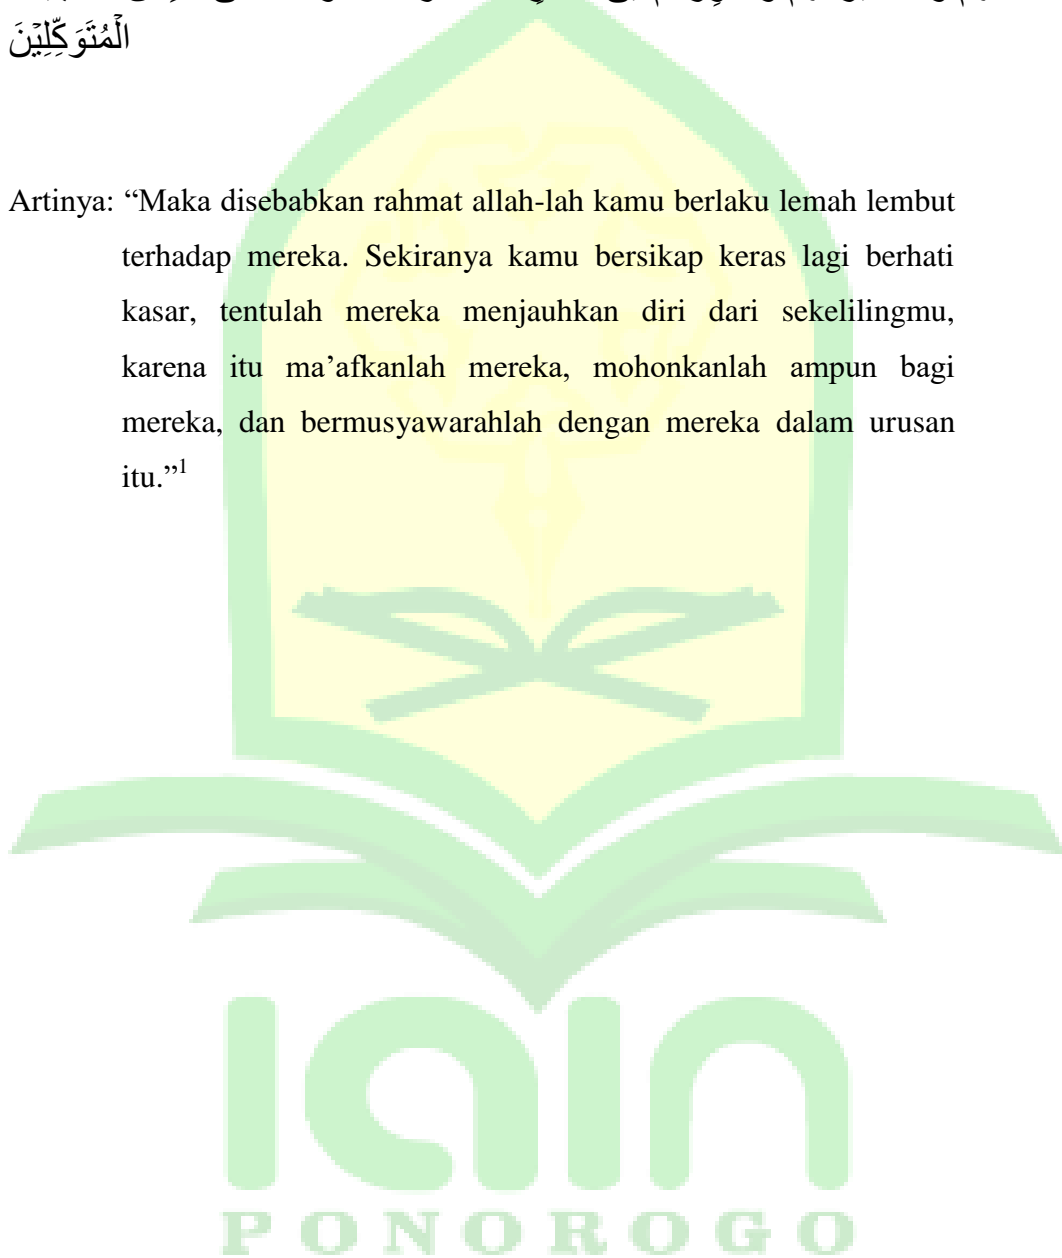 الْمُتَوَكِّلِيْنَ
Artinya: “Maka disebabkan rahmat allah-lah kamu berlaku lemah lembut
terhadap mereka. Sekiranya kamu bersikap keras lagi berhati
kasar, tentulah mereka menjauhkan diri dari sekelilingmu,
karena itu ma’afkanlah mereka, mohonkanlah ampun bagi
mereka, dan bermusyawarahlah dengan mereka dalam urusan
itu.”1
iain
PONOROGO